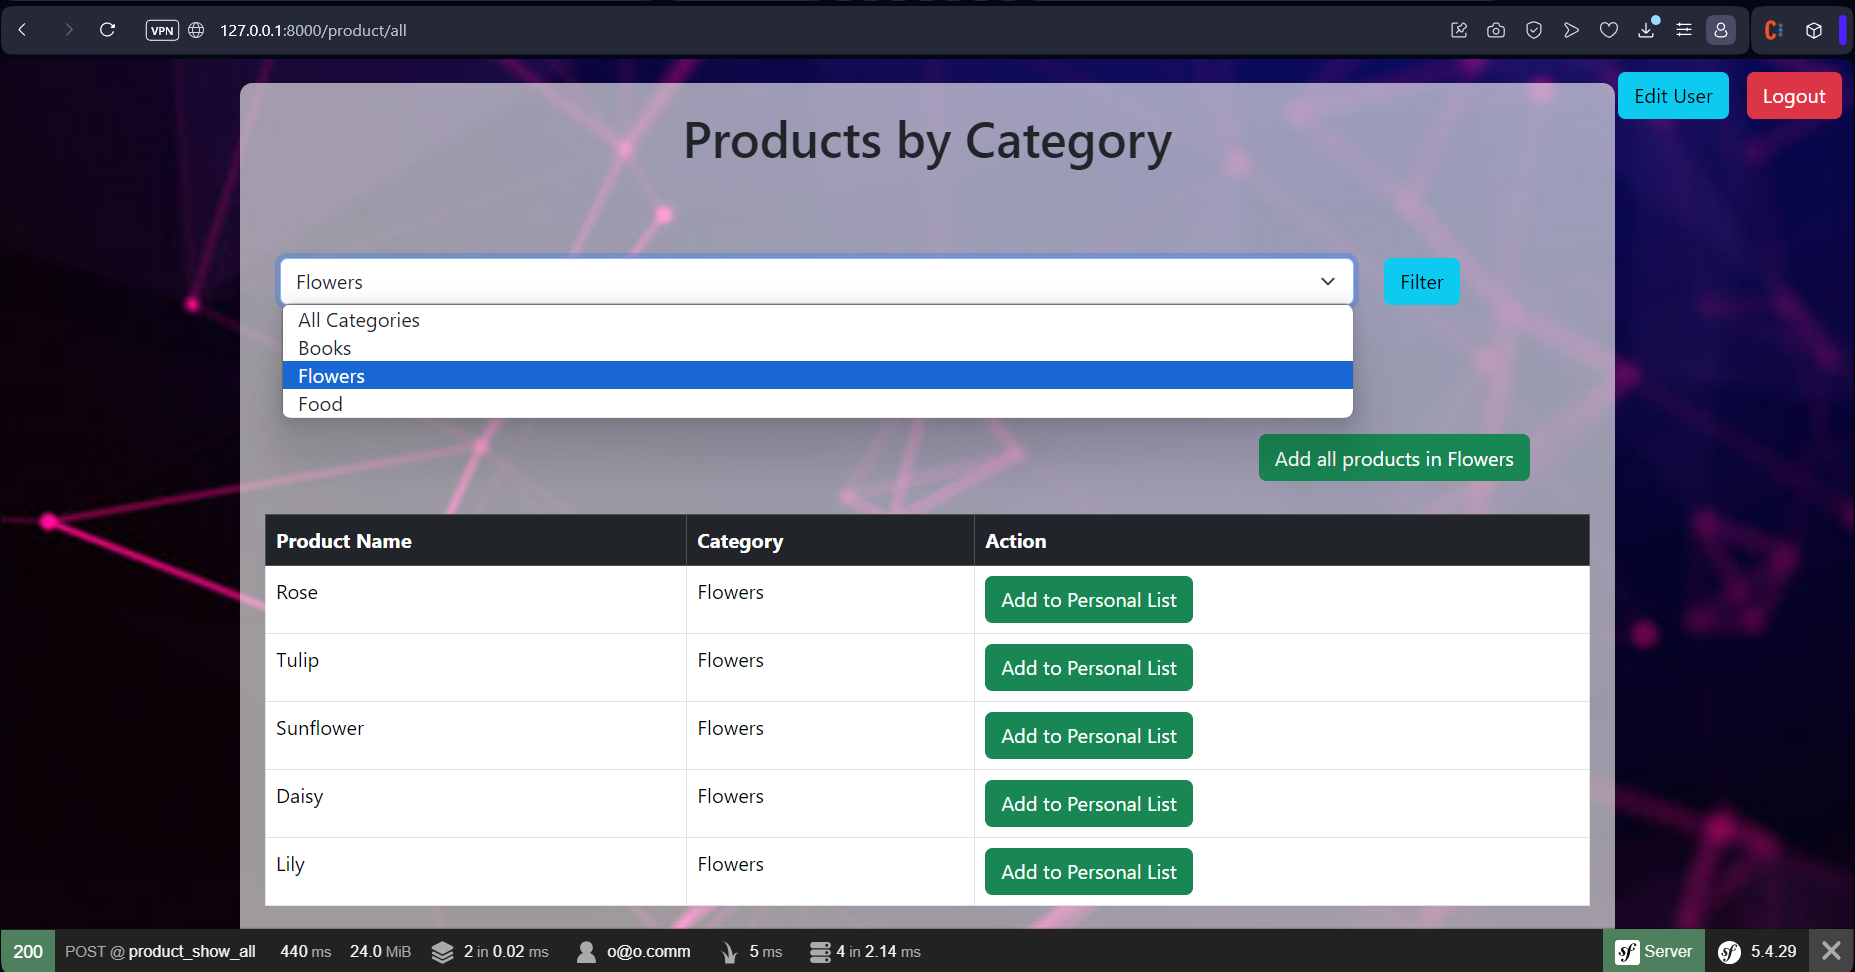 VPN 127.0.0.1:8000/product/all
Edit User Logout
Products by Category
Flowers Filter
All Categories
Books
Flowers
Food
Add all products in Flowers
Product Name Category Action
Rose Flowers Add to Personal List
Tulip Flowers Add to Personal List
Sunflower Flowers Add to Personal List
Daisy Flowers Add to Personal List
Lily Flowers Add to Personal List
200 POST @ product_show_all 440 ms 24.0 MiB 2 in 0.02 ms o@o.comm 5 ms 4 in 2.14 ms sf Server sf 5.4.29